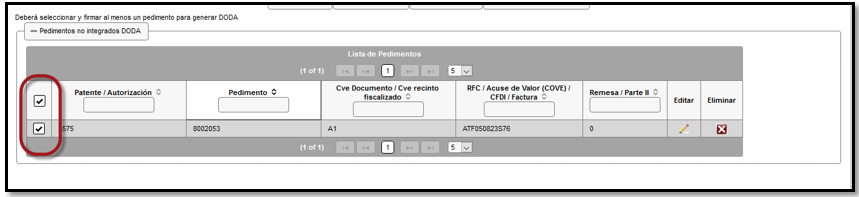 Deberá seleccionar y firmar al menos un pedimento para generar DODA
Pedimentos no integrados DODA
Lista de Pedimentos
(1 of 1) 1 5
Patente / Autorización Pedimento Cve Documento / Cve recinto fiscalizado RFC / Acuse de Valor (COVE) / CFDI / Factura Remesa / Parte II Editar Eliminar
575 8002053 A1 ATF050823S76 0
(1 of 1) 1 5